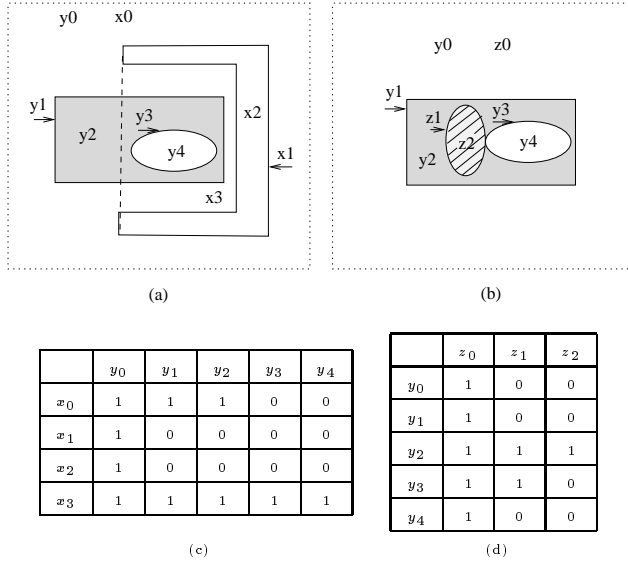 y0 x0
y1
y2
y3
y4
x2
x1
x3
(a)
y0 z0
y1
z1
y3
z2
y4
y2
(b)
y0 y1 y2 y3 y4
x0 1 1 1 0 0
x1 1 0 0 0 0
x2 1 0 0 0 0
x3 1 1 1 1 1
(c)
z0 z1 z2
y0 1 0 0
y1 1 0 0
y2 1 1 1
y3 1 1 0
y4 1 0 0
(d)